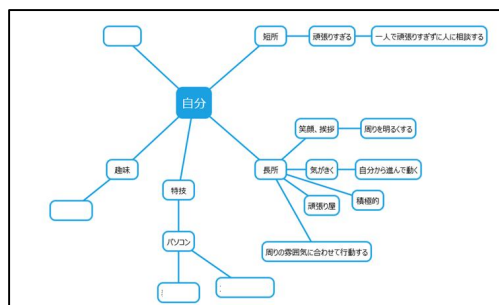 短所
頑張りすぎる
一人で頑張りすぎずに人に相談する
自分
笑顔、挨拶
周りを明るくする
趣味
長所
気がきく
自分から進んで動く
特技
積極的
頑張り屋
パソコン
周りの雰囲気に合わせて行動する